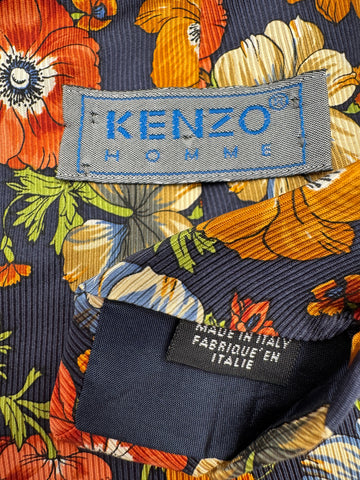 KENZO
HOMME
MADE IN ITALY
FABRIQUE' EN
ITALIE